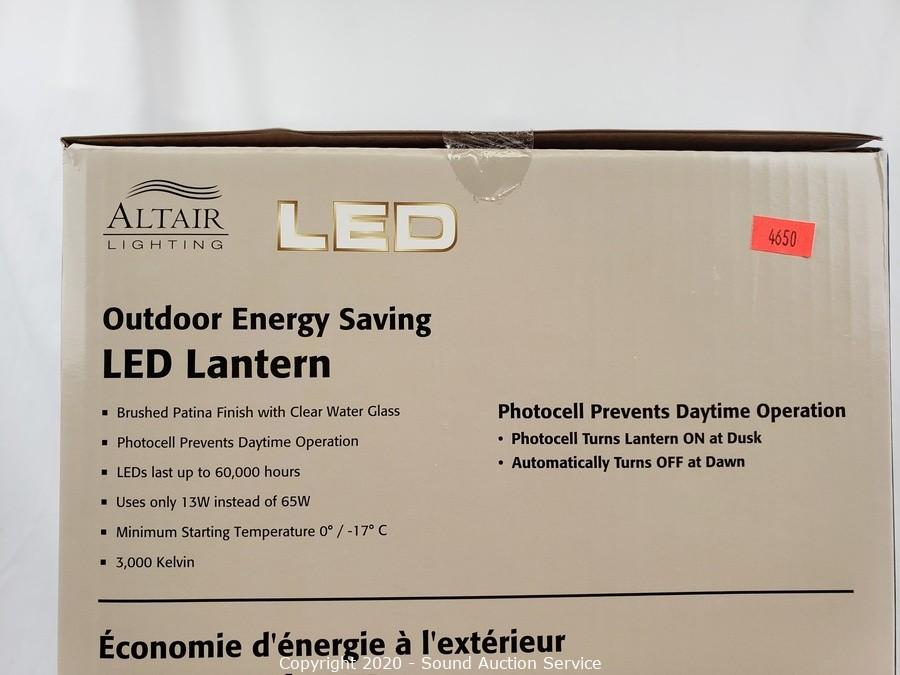 ALTAIR
LIGHTING
LED
4650
Outdoor Energy Saving
LED Lantern
▪ Brushed Patina Finish with Clear Water Glass
▪ Photocell Prevents Daytime Operation
▪ LEDs last up to 60,000 hours
▪ Uses only 13W instead of 65W
▪ Minimum Starting Temperature 0° / -17° C
▪ 3,000 Kelvin
Photocell Prevents Daytime Operation
• Photocell Turns Lantern ON at Dusk
• Automatically Turns OFF at Dawn
Économie d'énergie à l'extérieur
Copyright 2020 - Sound Auction Service